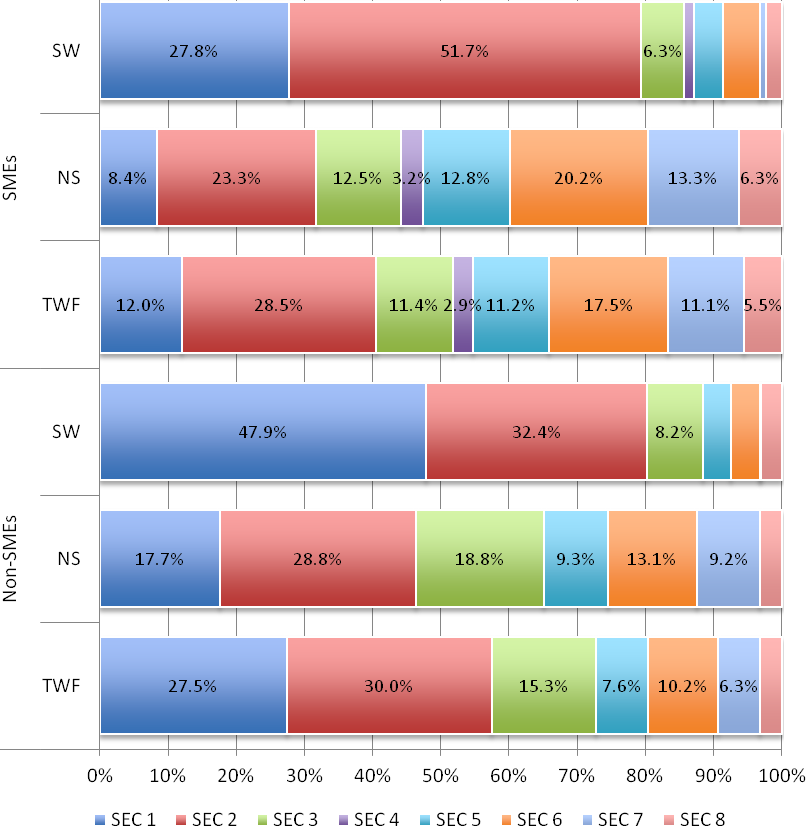 SMEs
SW
27.8% 51.7% 6.3%
NS
8.4% 23.3% 12.5% 3.2% 12.8% 20.2% 13.3% 6.3%
TWF
12.0% 28.5% 11.4% 2.9% 11.2% 17.5% 11.1% 5.5%
Non-SMEs
SW
47.9% 32.4% 8.2%
NS
17.7% 28.8% 18.8% 9.3% 13.1% 9.2%
TWF
27.5% 30.0% 15.3% 7.6% 10.2% 6.3%
0% 10% 20% 30% 40% 50% 60% 70% 80% 90% 100%
SEC 1 SEC 2 SEC 3 SEC 4 SEC 5 SEC 6 SEC 7 SEC 8